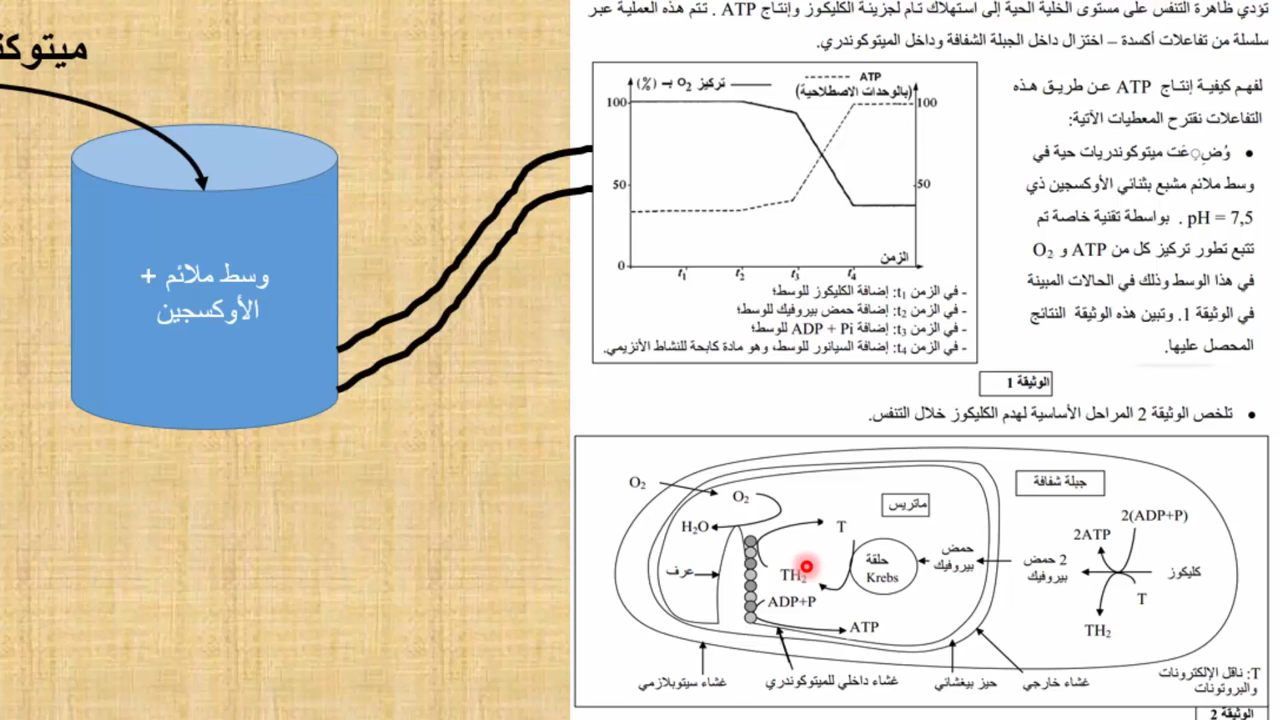 تؤدي ظاهرة التنفس على مستوى الخلية الحية إلى استهلاك تام لجزيئة الكليكوز وإنتاج ATP . تتم هذه العملية عبر
سلسلة من تفاعلات أكسدة – اختزال داخل الجبلة الشفافة وداخل الميتوكوندري.
لفهم كيفية إنتاج ATP عن طريق هذه
التفاعلات نقترح المعطيات الآتية:
• وُضِعَت ميتوكوندريات حية في
وسط ملائم مشبع بثنائي الأوكسجين ذي
pH = 7,5 . بواسطة تقنية خاصة تم
تتبع تطور تركيز كل من ATP و O2
في هذا الوسط وذلك في الحالات المبينة
في الوثيقة 1. وتبين هذه الوثيقة النتائج
المحصل عليها.
تركيز O2 بـ (%)
ATP
(بالوحدات الاصطلاحية)
100
100
50
50
0
الزمن
t1
t2
t3
t4
- في الزمن t1: إضافة الكليكوز للوسط؛
- في الزمن t2: إضافة حمض بيروفيك للوسط؛
- في الزمن t3: إضافة ADP + Pi للوسط؛
- في الزمن t4: إضافة السيانور للوسط، وهو مادة كابحة للنشاط الأنزيمي.
الوثيقة 1
وسط ملائم +
الأوكسجين
• تلخص الوثيقة 2 المراحل الأساسية لهدم الكليكوز خلال التنفس.
جبلة شفافة
ماتريس
O2
O2
H2O
T
TH2
عرف
ADP+P
ATP
حلقة
Krebs
حمض
بيروفيك
2 حمض
بيروفيك
2ATP
2(ADP+P)
كليكوز
T
TH2
غشاء سيتوبلازمي
غشاء داخلي للميتوكوندري
حيز بيغشائي
غشاء خارجي
T: ناقل الإلكترونات
والبروتونات
الوثيقة 2